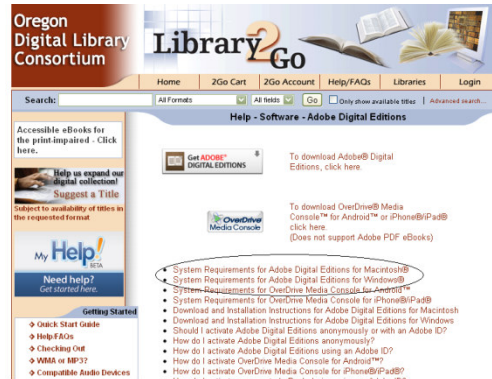 Oregon
Digital Library
Consortium
Library 2 Go
Home 2Go Cart 2Go Account Help/FAQs Libraries Login
Search: All Formats All fields Go Only show available titles | Advanced search...
Help - Software - Adobe Digital Editions
Accessible eBooks for
the print-impaired - Click
here.
Help us expand our
digital collection!
Suggest a Title
Subject to availability of titles in
the requested format
My Help!
BETA
Need help?
Get started here.
Getting Started
Quick Start Guide
Help/FAQs
Checking Out
WMA or MP3?
Compatible Audio Devices
Get ADOBE®
DIGITAL EDITIONS
To download Adobe® Digital
Editions, click here.
OverDrive
Media Console
To download OverDrive® Media
Console™ for Android™ or iPhone®/iPad®
click here.
(Does not support Adobe PDF eBooks)
System Requirements for Adobe Digital Editions for Macintosh®
System Requirements for Adobe Digital Editions for Windows®
System Requirements for OverDrive Media Console for Android™
System Requirements for OverDrive Media Console for iPhone®/iPad®
Download and Installation Instructions for Adobe Digital Editions for Macintosh
Download and Installation Instructions for Adobe Digital Editions for Windows
Should I activate Adobe Digital Editions anonymously or with an Adobe ID?
How do I activate Adobe Digital Editions anonymously?
How do I activate Adobe Digital Editions using an Adobe ID?
How do I activate OverDrive Media Console for Android™?
How do I activate OverDrive Media Console for iPhone®/iPad®?